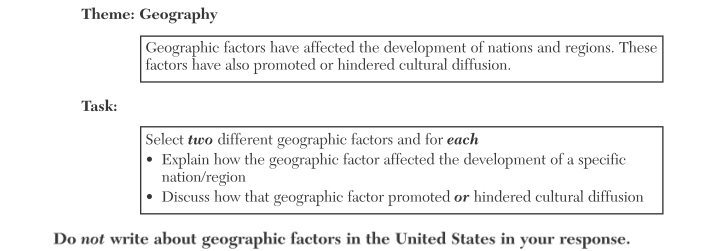 Theme: Geography
Geographic factors have affected the development of nations and regions. These
factors have also promoted or hindered cultural diffusion.
Task:
Select two different geographic factors and for each
• Explain how the geographic factor affected the development of a specific
nation/region
• Discuss how that geographic factor promoted or hindered cultural diffusion
Do not write about geographic factors in the United States in your response.